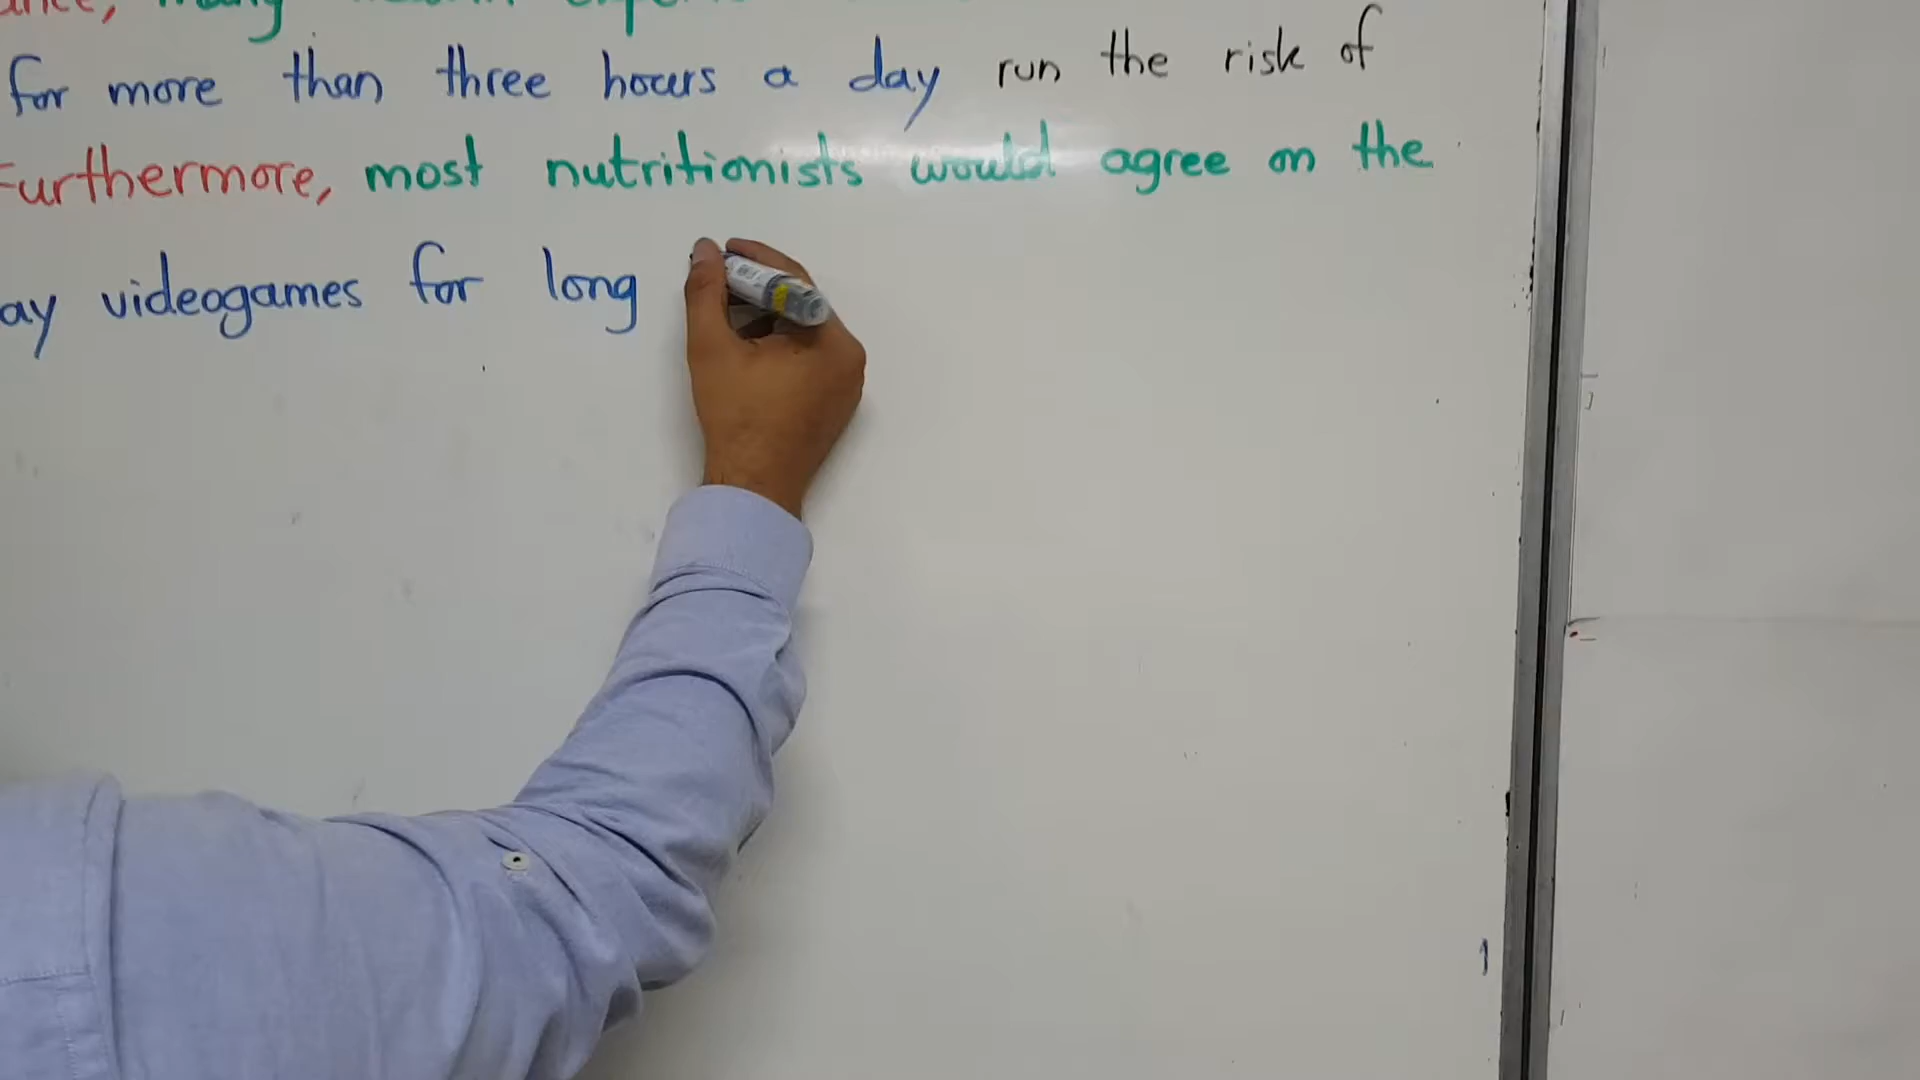 many
for more than three hours a day run the risk of
Furthermore, most nutritionists would agree on the
ay videogames for long